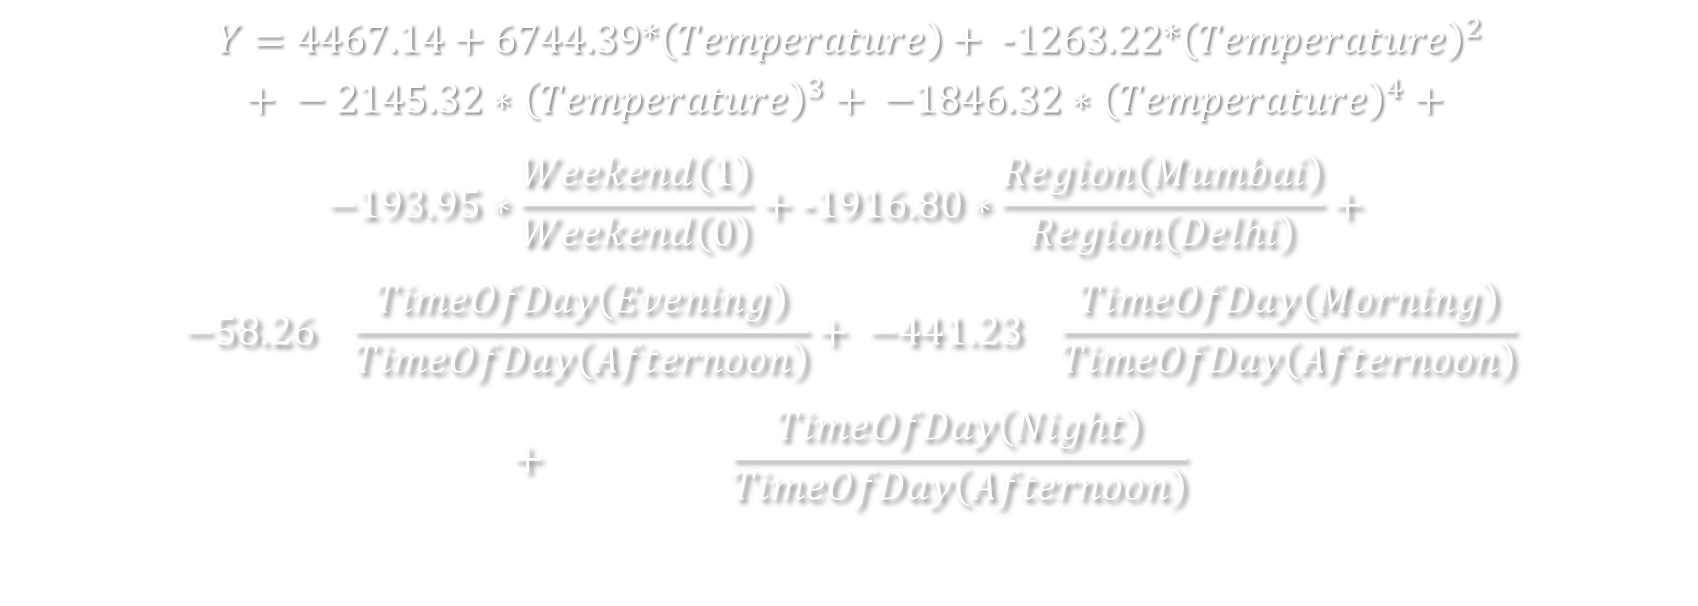 Y = 4467.14 + 6744.39*(Temperature) + -1263.22*(Temperature)²
+ −2145.32 ∗ (Temperature)³ + −1846.32 ∗ (Temperature)⁴ +
−193.95 ∗ Weekend(1)/Weekend(0) + -1916.80 ∗ Region(Mumbai)/Region(Delhi) +
−58.26 TimeOfDay(Evening)/TimeOfDay(Afternoon) + −441.23 TimeOfDay(Morning)/TimeOfDay(Afternoon)
+ TimeOfDay(Night)/TimeOfDay(Afternoon)